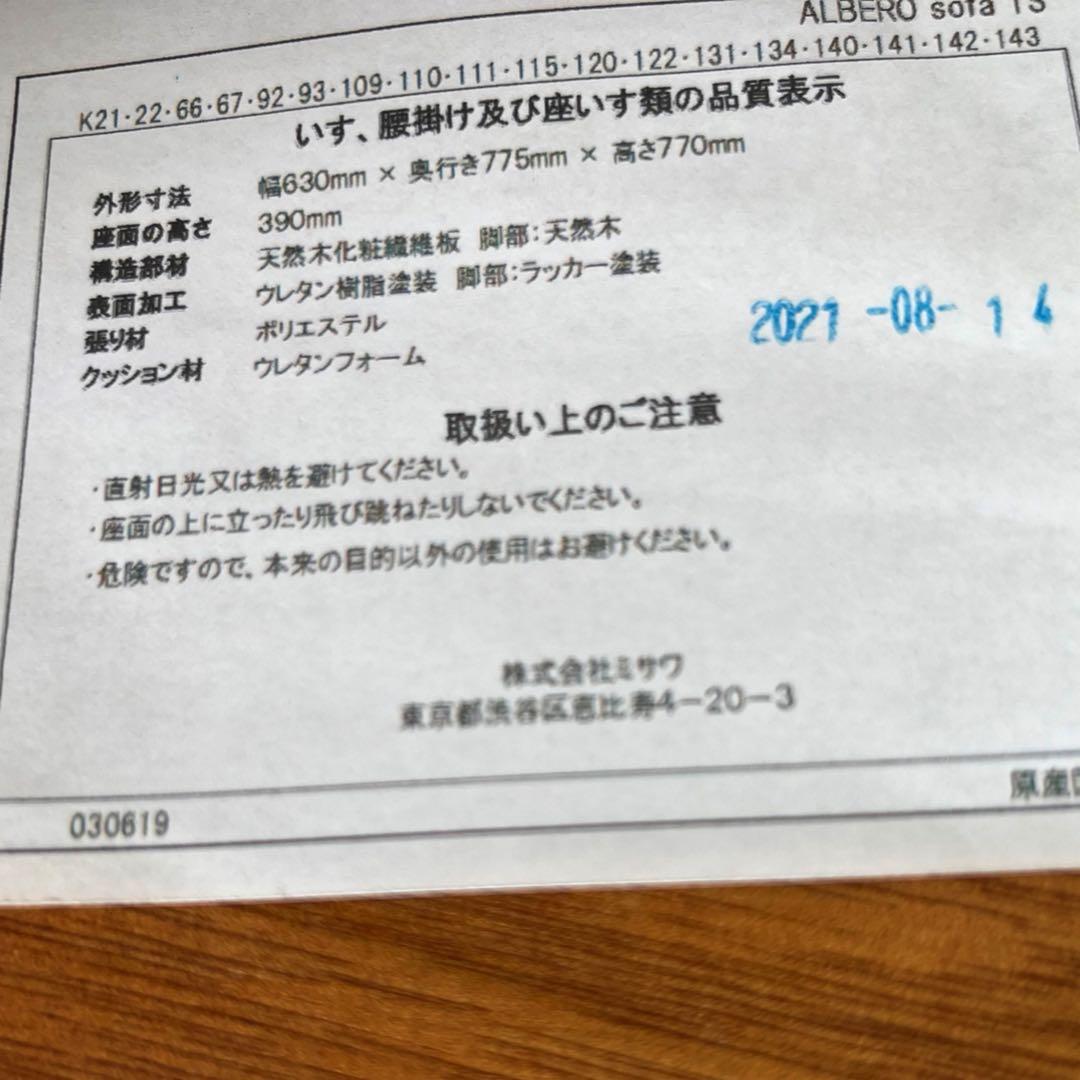 ALBERO sofa 1S
K21・22・66・67・92・93・109・110・111・115・120・122・131・134・140・141・142・143
いす、腰掛け及び座いす類の品質表示
外形寸法 幅630mm × 奥行き775mm × 高さ770mm
座面の高さ 390mm
構造部材 天然木化粧繊維板 脚部：天然木
表面加工 ウレタン樹脂塗装 脚部：ラッカー塗装
張り材 ポリエステル
クッション材 ウレタンフォーム
2021 -08- 14
取扱い上のご注意
・直射日光又は熱を避けてください。
・座面の上に立ったり飛び跳ねたりしないでください。
・危険ですので、本来の目的以外の使用はお避けください。
株式会社ミサワ
東京都渋谷区恵比寿4－20－3
原産
030619